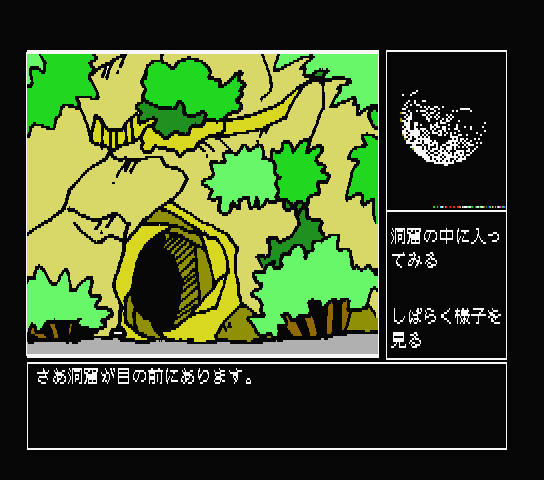 洞窟の中に入っ
てみる
しばらく様子を
見る
さあ洞窟が目の前にあります。